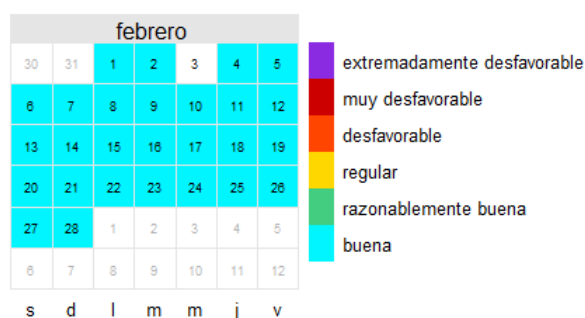 febrero
30 31 1 2 3 4 5
6 7 8 9 10 11 12
13 14 15 16 17 18 19
20 21 22 23 24 25 26
27 28 1 2 3 4 5
6 7 8 9 10 11 12
s d l m m j v
extremadamente desfavorable
muy desfavorable
desfavorable
regular
razonablemente buena
buena